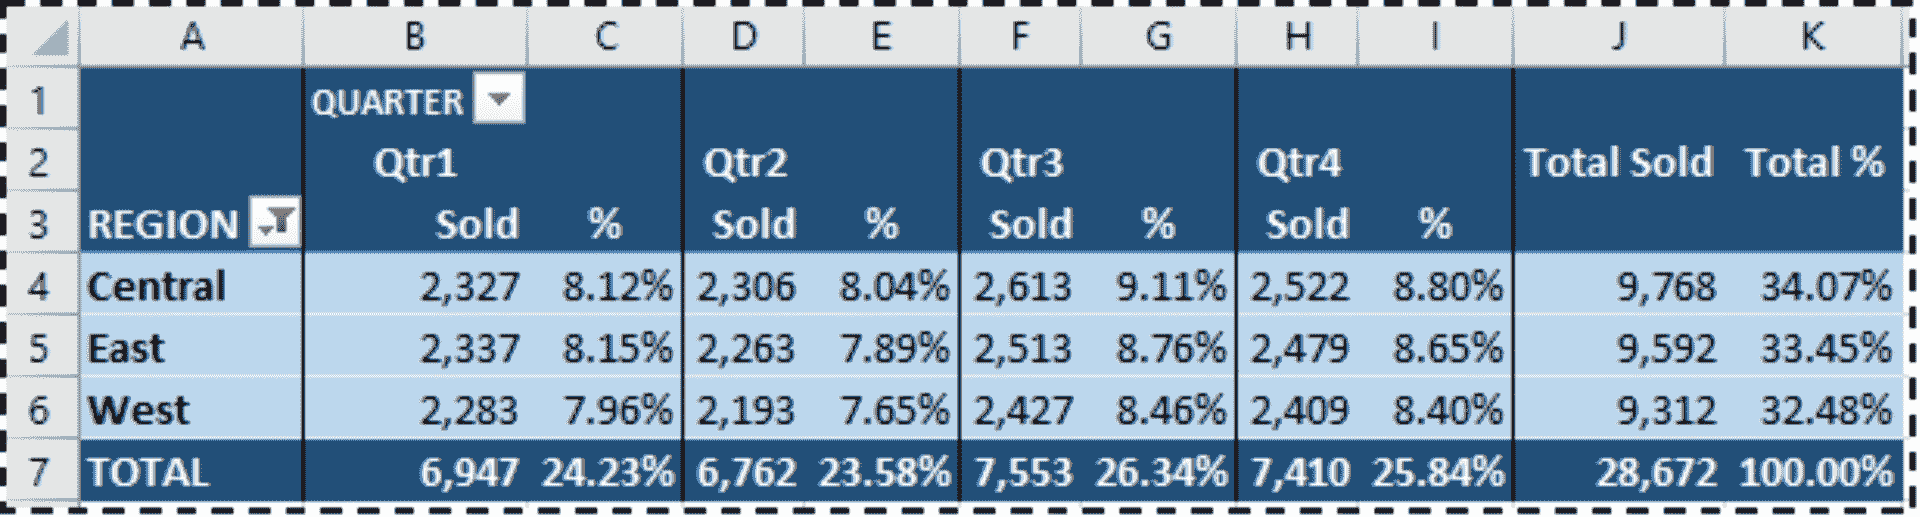 A B C D E F G H I J K
1 QUARTER
2 Qtr1 Qtr2 Qtr3 Qtr4 Total Sold Total %
3 REGION Sold % Sold % Sold % Sold %
4 Central 2,327 8.12% 2,306 8.04% 2,613 9.11% 2,522 8.80% 9,768 34.07%
5 East 2,337 8.15% 2,263 7.89% 2,513 8.76% 2,479 8.65% 9,592 33.45%
6 West 2,283 7.96% 2,193 7.65% 2,427 8.46% 2,409 8.40% 9,312 32.48%
7 TOTAL 6,947 24.23% 6,762 23.58% 7,553 26.34% 7,410 25.84% 28,672 100.00%